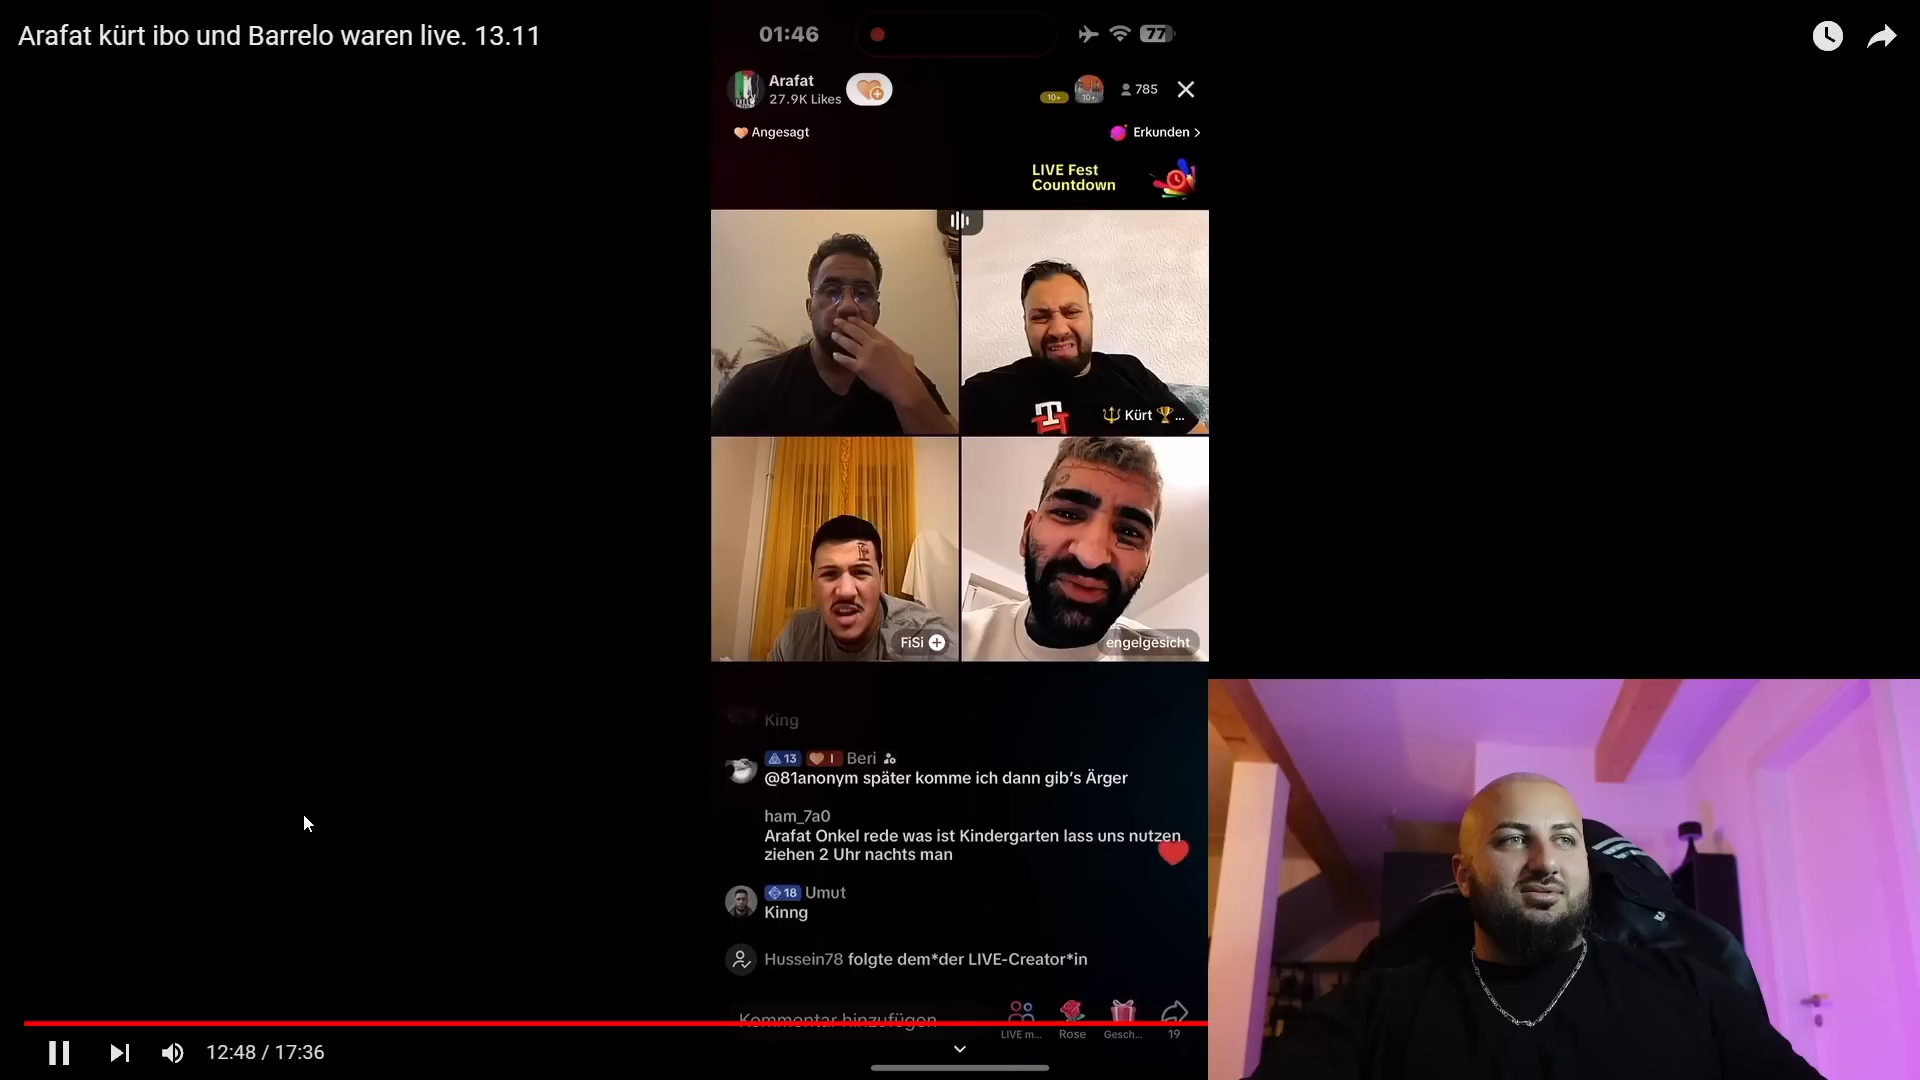 Arafat kürt ibo und Barrelo waren live. 13.11
01:46
77
Arafat
27.9K Likes
10+
10+
785
Angesagt
Erkunden >
LIVE Fest
Countdown
Kürt ...
FiSi
engelgesicht
King
13 I Beri
@81anonym später komme ich dann gib's Ärger
ham_7a0
Arafat Onkel rede was ist Kindergarten lass uns nutzen
ziehen 2 Uhr nachts man
18 Umut
Kinng
Hussein78 folgte dem*der LIVE-Creator*in
Kommentar hinzufügen
LIVE m...
Rose
Gesch...
19
12:48 / 17:36